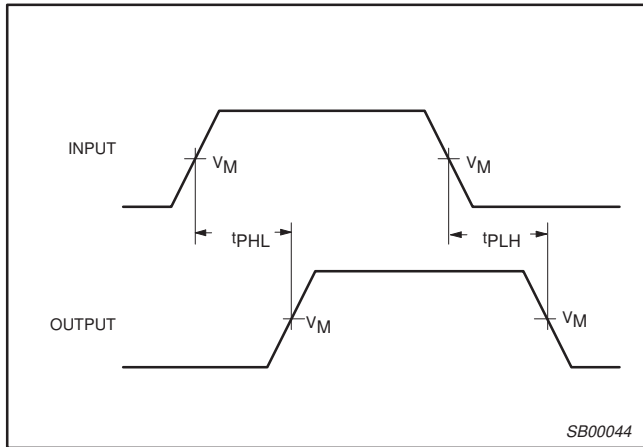 INPUT
VM
VM
tPHL
tPLH
OUTPUT
VM
VM
SB00044